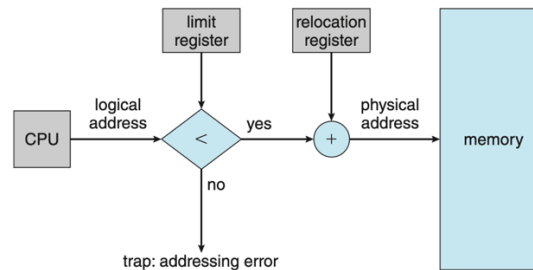 limit
register
relocation
register
logical
address
physical
address
CPU
<
yes
+
memory
no
trap: addressing error